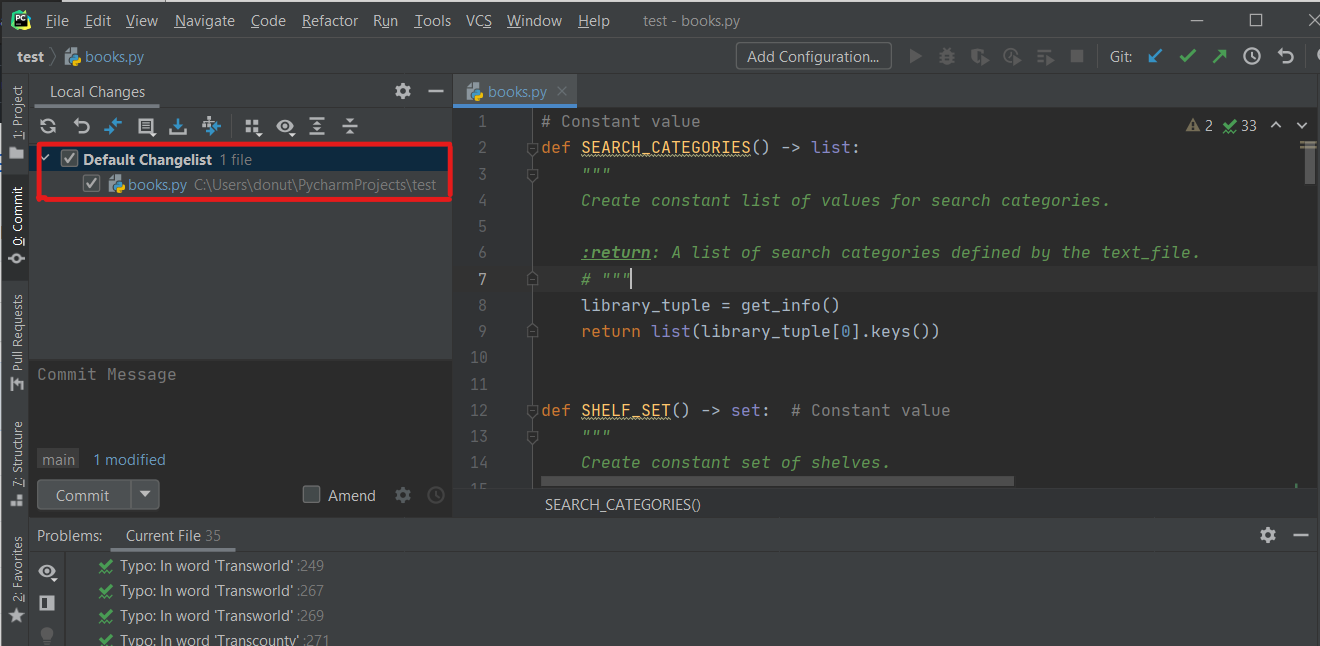 PC File Edit View Navigate Code Refactor Run Tools VCS Window Help test - books.py
test books.py Add Configuration... Git:
1: Project
0: Commit
Pull Requests
7: Structure
2: Favorites
Local Changes
Default Changelist 1 file
books.py C:\Users\donut\PycharmProjects\test
Commit Message
main 1 modified
Commit Amend
books.py
2 33
1 # Constant value
2 def SEARCH_CATEGORIES() -> list:
3 """
4 Create constant list of values for search categories.
5
6 :return: A list of search categories defined by the text_file.
7 # """
8 library_tuple = get_info()
9 return list(library_tuple[0].keys())
10
11
12 def SHELF_SET() -> set: # Constant value
13 """
14 Create constant set of shelves.
15
SEARCH_CATEGORIES()
Problems: Current File 35
Typo: In word 'Transworld' :249
Typo: In word 'Transworld' :267
Typo: In word 'Transworld' :269
Typo: In word 'Transcounty' :271